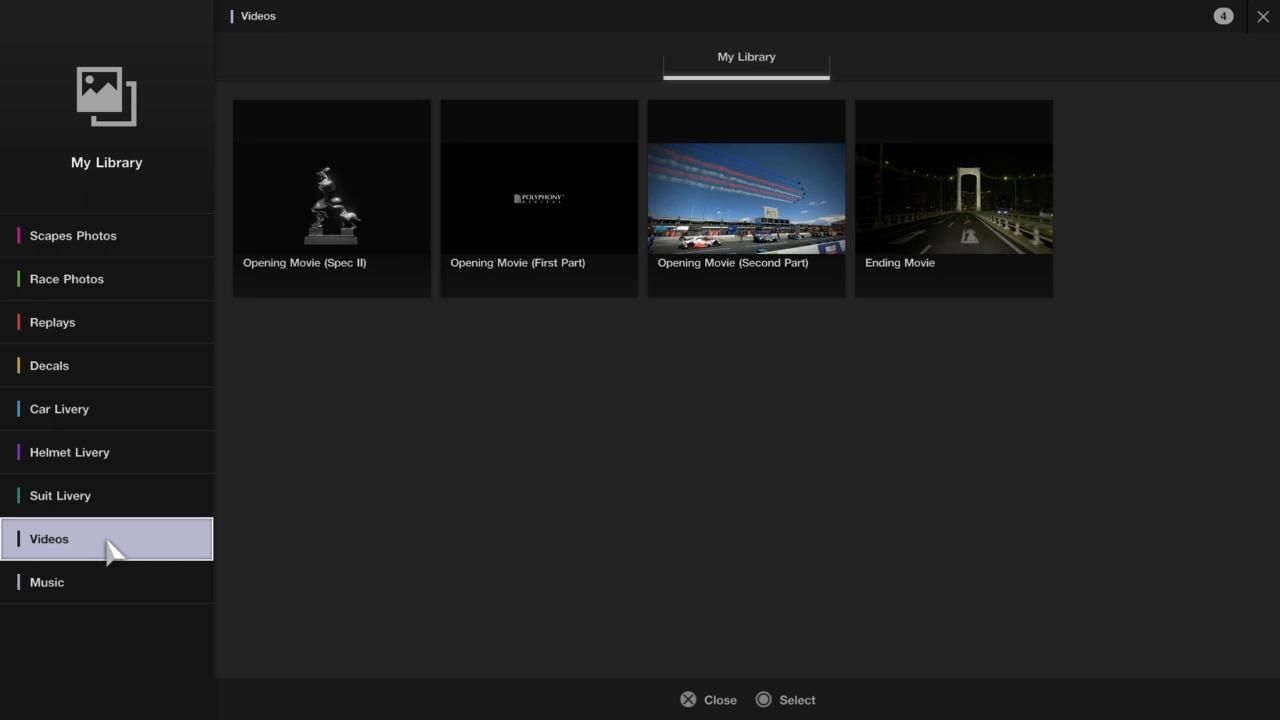 Videos
4
My Library
My Library
Scapes Photos
Race Photos
Replays
Decals
Car Livery
Helmet Livery
Suit Livery
Videos
Music
POLYPHONY
DIGITAL
Opening Movie (Spec II)
Opening Movie (First Part)
Opening Movie (Second Part)
Ending Movie
Close
Select